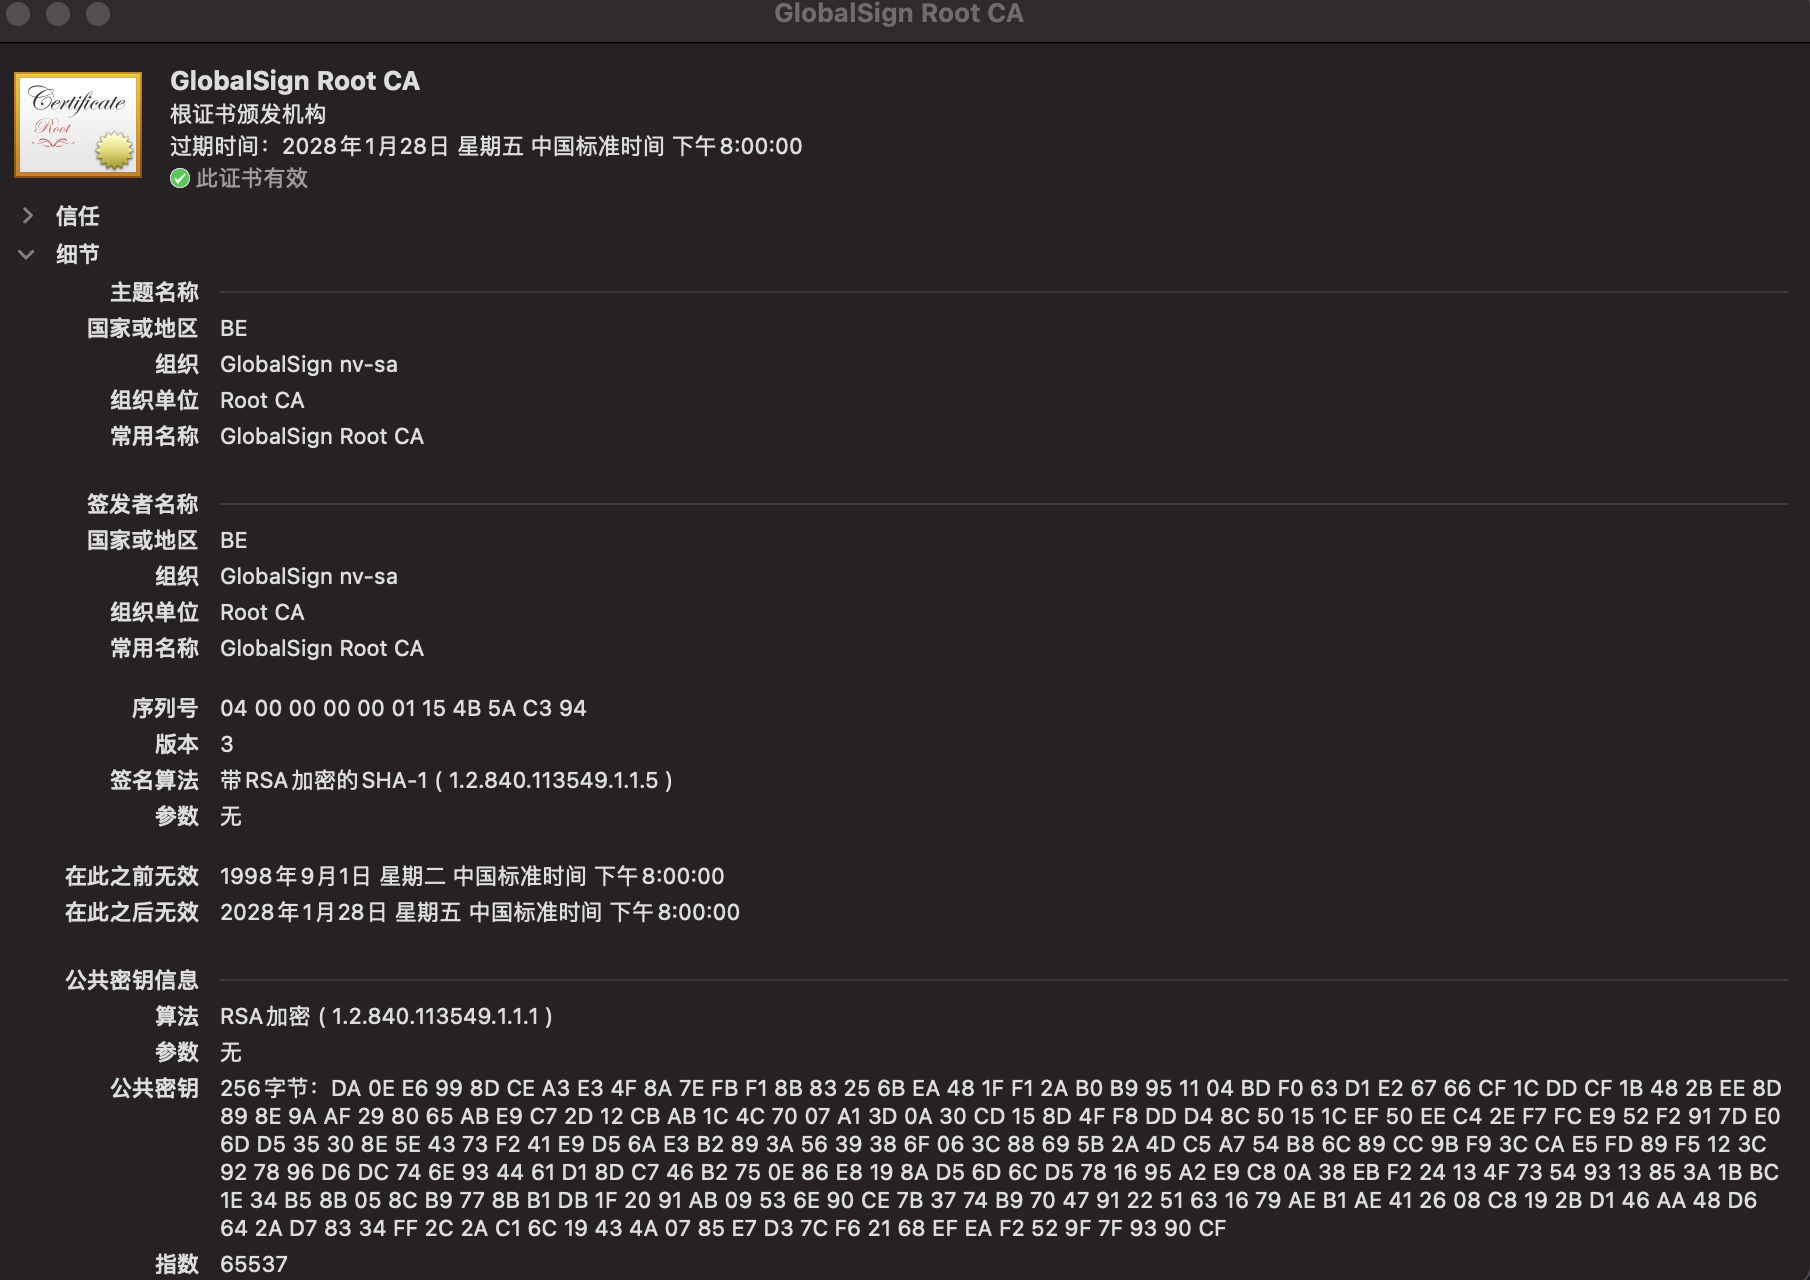 GlobalSign Root CA
Certificate
Root
GlobalSign Root CA
根证书颁发机构
过期时间：2028年1月28日 星期五 中国标准时间 下午8:00:00
此证书有效
信任
细节
主题名称
国家或地区 BE
组织 GlobalSign nv-sa
组织单位 Root CA
常用名称 GlobalSign Root CA
签发者名称
国家或地区 BE
组织 GlobalSign nv-sa
组织单位 Root CA
常用名称 GlobalSign Root CA
序列号 04 00 00 00 00 01 15 4B 5A C3 94
版本 3
签名算法 带RSA加密的SHA-1 ( 1.2.840.113549.1.1.5 )
参数 无
在此之前无效 1998年9月1日 星期二 中国标准时间 下午8:00:00
在此之后无效 2028年1月28日 星期五 中国标准时间 下午8:00:00
公共密钥信息
算法 RSA加密 ( 1.2.840.113549.1.1.1 )
参数 无
公共密钥 256字节：DA 0E E6 99 8D CE A3 E3 4F 8A 7E FB F1 8B 83 25 6B EA 48 1F F1 2A B0 B9 95 11 04 BD F0 63 D1 E2 67 66 CF 1C DD CF 1B 48 2B EE 8D
89 8E 9A AF 29 80 65 AB E9 C7 2D 12 CB AB 1C 4C 70 07 A1 3D 0A 30 CD 15 8D 4F F8 DD D4 8C 50 15 1C EF 50 EE C4 2E F7 FC E9 52 F2 91 7D E0
6D D5 35 30 8E 5E 43 73 F2 41 E9 D5 6A E3 B2 89 3A 56 39 38 6F 06 3C 88 69 5B 2A 4D C5 A7 54 B8 6C 89 CC 9B F9 3C CA E5 FD 89 F5 12 3C
92 78 96 D6 DC 74 6E 93 44 61 D1 8D C7 46 B2 75 0E 86 E8 19 8A D5 6D 6C D5 78 16 95 A2 E9 C8 0A 38 EB F2 24 13 4F 73 54 93 13 85 3A 1B BC
1E 34 B5 8B 05 8C B9 77 8B B1 DB 1F 20 91 AB 09 53 6E 90 CE 7B 37 74 B9 70 47 91 22 51 63 16 79 AE B1 AE 41 26 08 C8 19 2B D1 46 AA 48 D6
64 2A D7 83 34 FF 2C 2A C1 6C 19 43 4A 07 85 E7 D3 7C F6 21 68 EF EA F2 52 9F 7F 93 90 CF
指数 65537